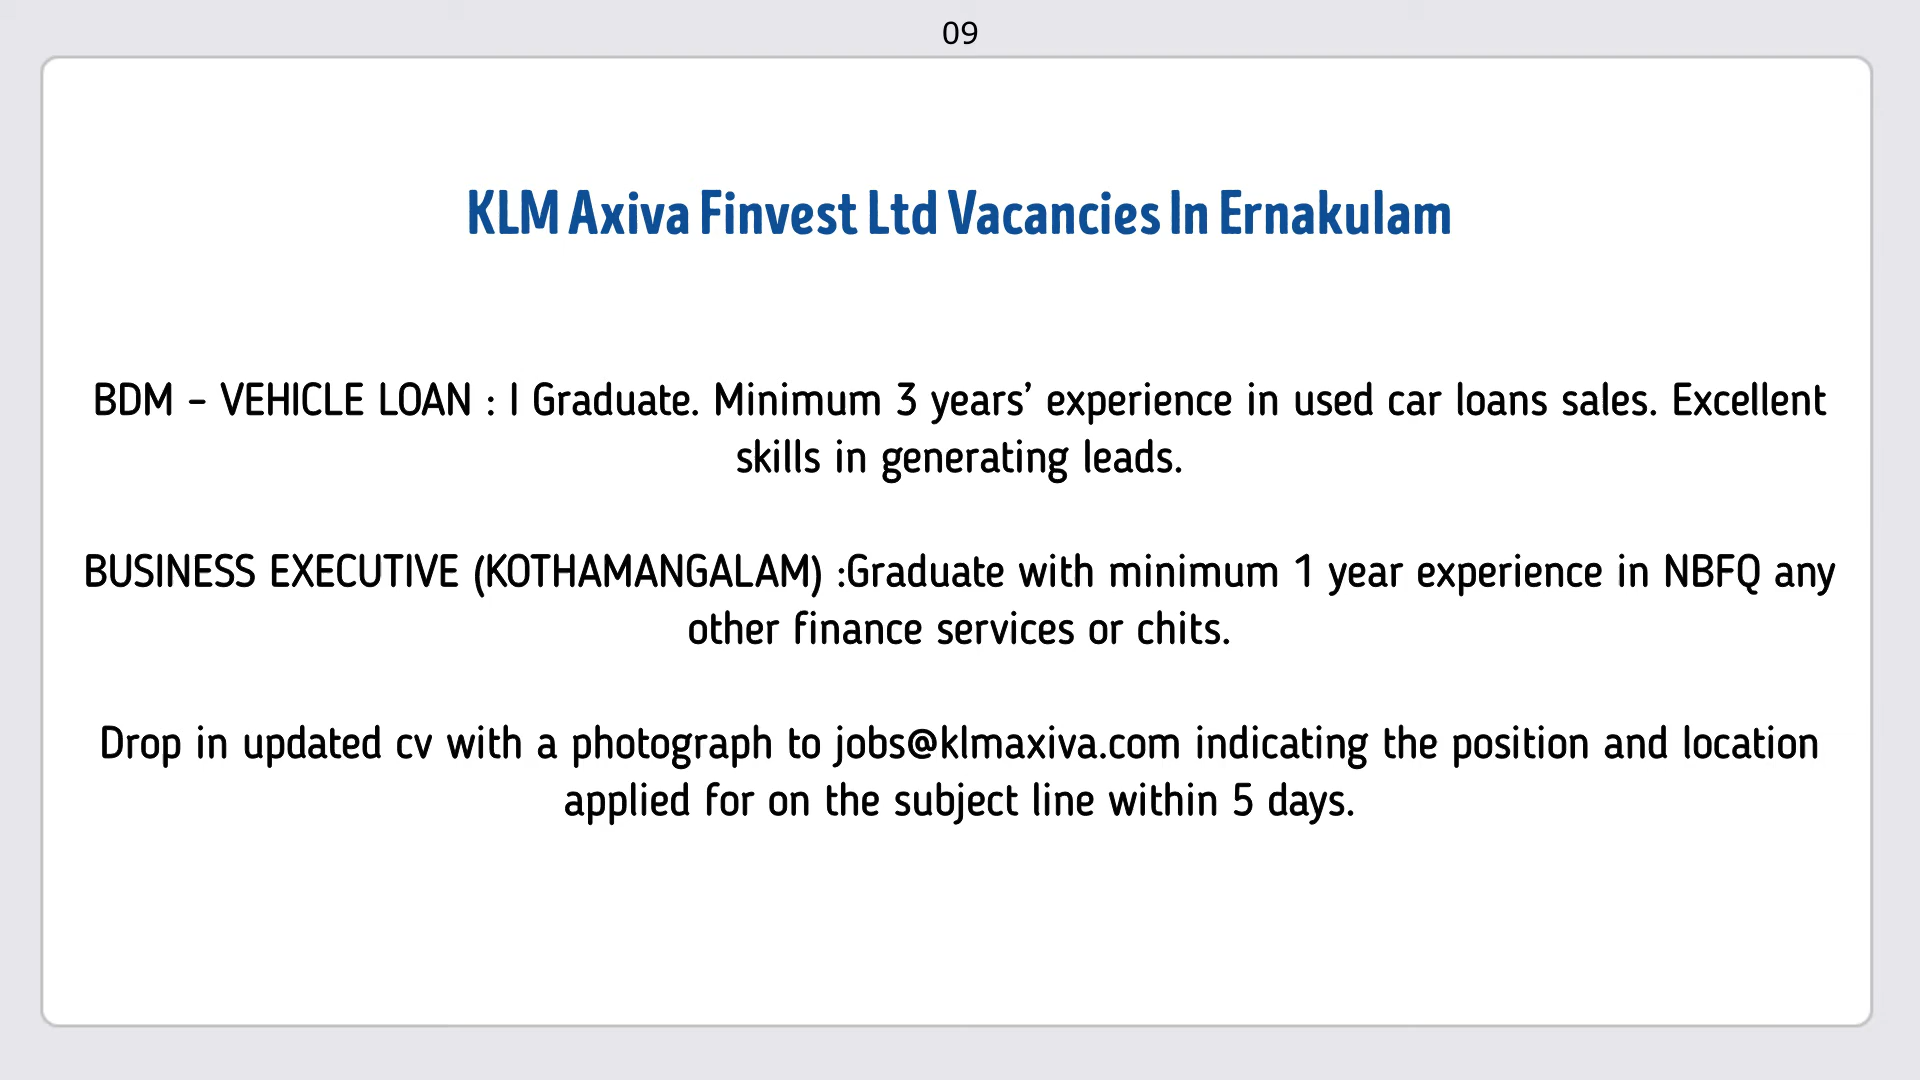 09
KLM Axiva Finvest Ltd Vacancies In Ernakulam
BDM – VEHICLE LOAN : I Graduate. Minimum 3 years’ experience in used car loans sales. Excellent
skills in generating leads.
BUSINESS EXECUTIVE (KOTHAMANGALAM) :Graduate with minimum 1 year experience in NBFQ any
other finance services or chits.
Drop in updated cv with a photograph to jobs@klmaxiva.com indicating the position and location
applied for on the subject line within 5 days.